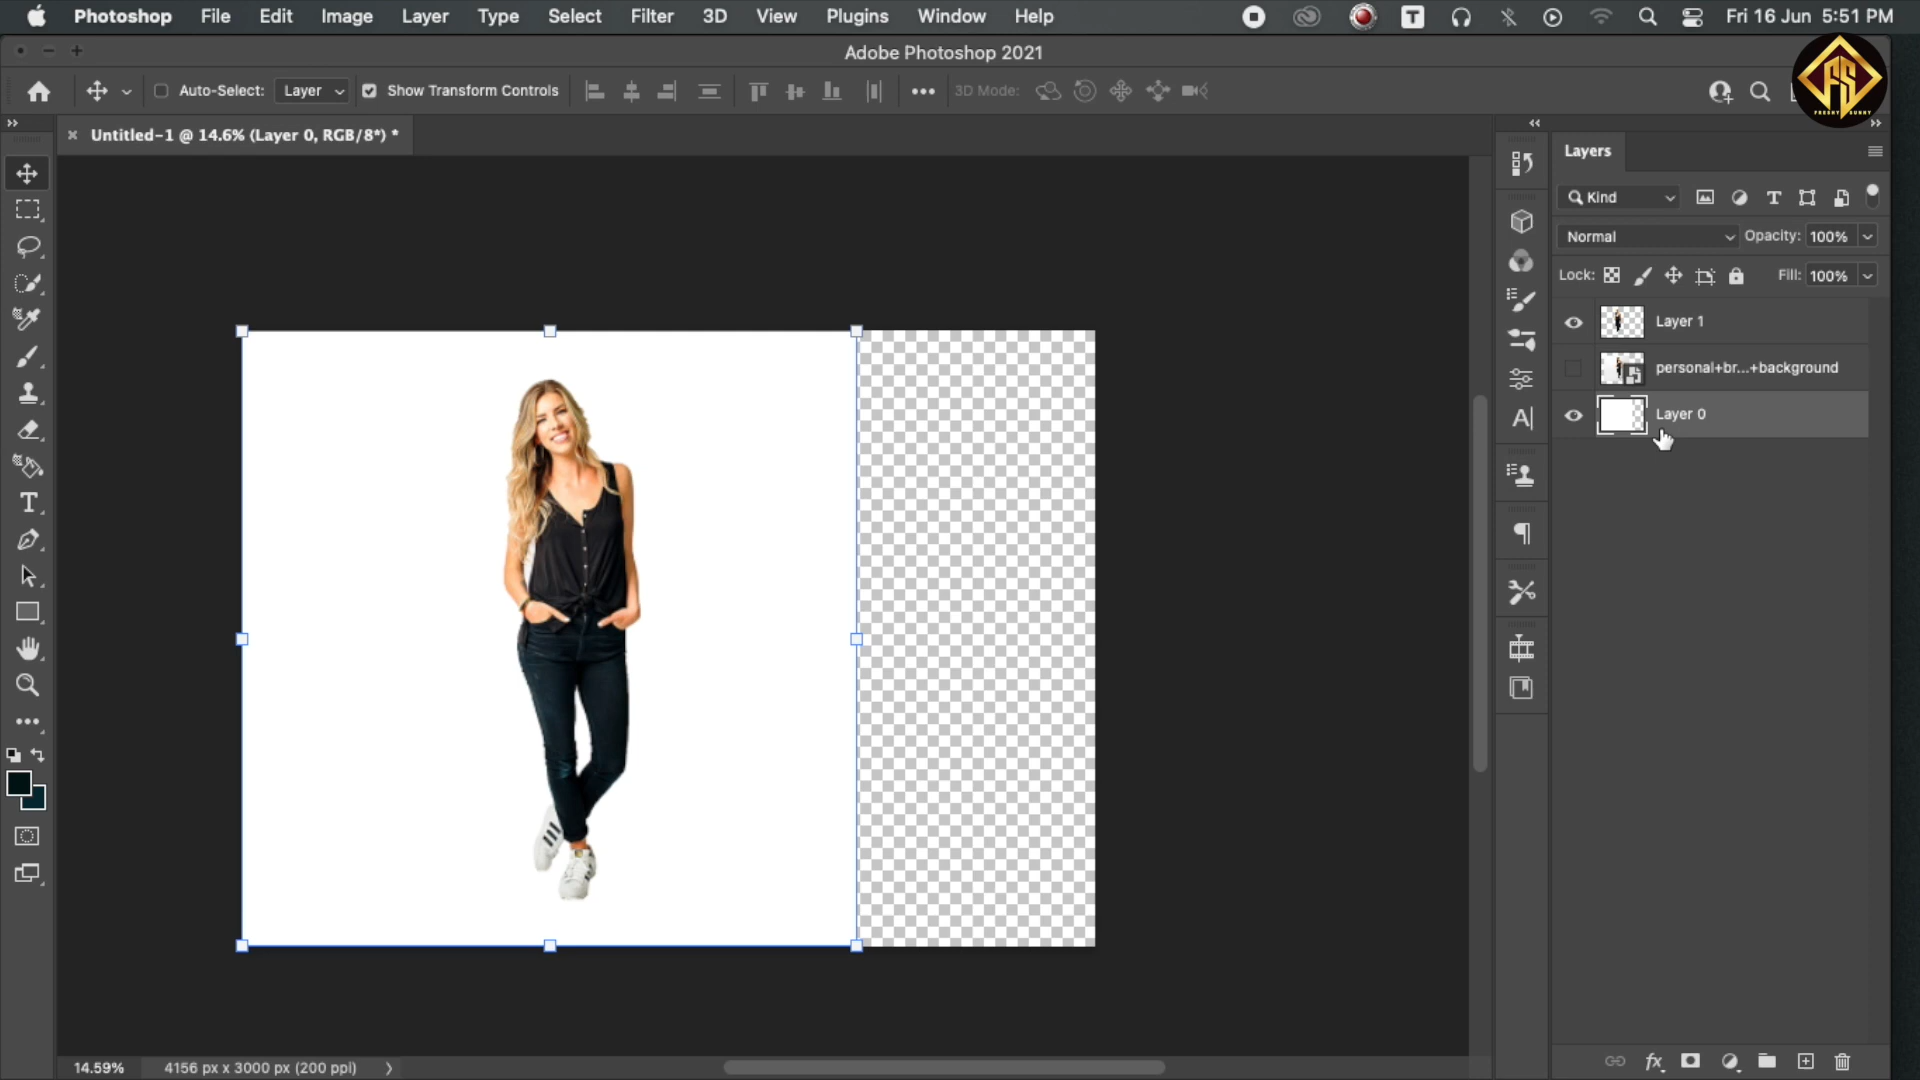 Photoshop File Edit Image Layer Type Select Filter 3D View Plugins Window Help T Fri 16 Jun 5:51 PM
Adobe Photoshop 2021
Auto-Select: Layer Show Transform Controls 3D Mode:
FS
FRESHY SUNNY
Untitled-1 @ 14.6% (Layer 0, RGB/8*) *
Layers
Kind
Normal Opacity: 100%
Lock: Fill: 100%
Layer 1
personal+br...+background
Layer 0
14.59% 4156 px x 3000 px (200 ppi)